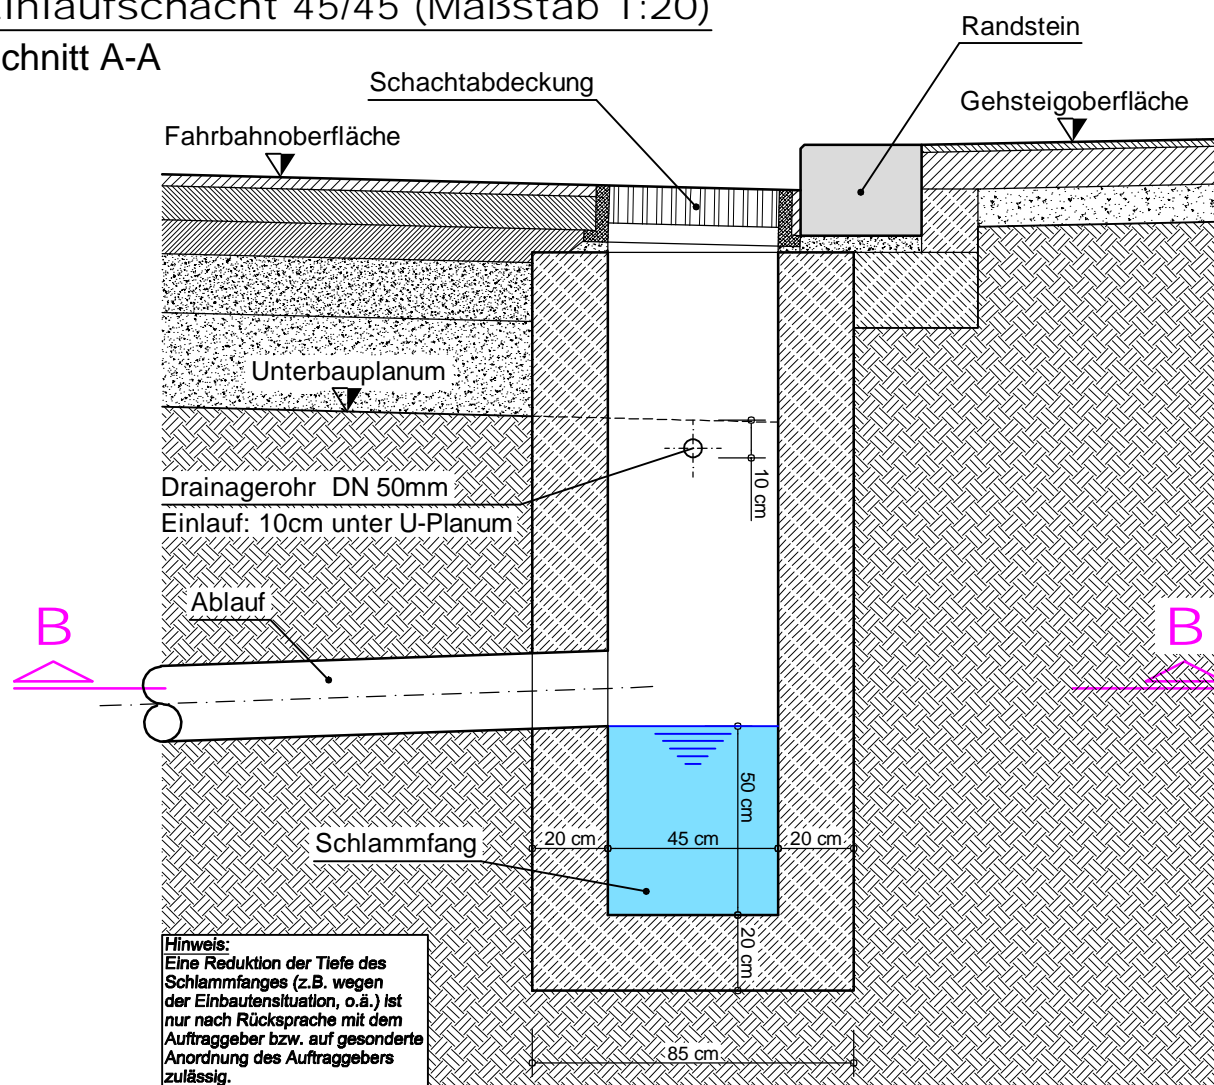 inlaufschacht 45/45 (Maßstab 1:20)
chnitt A-A
Randstein
Schachtabdeckung
Gehsteigoberfläche
Fahrbahnoberfläche
Unterbauplanum
10 cm
Drainagerohr DN 50mm
Einlauf: 10cm unter U-Planum
Ablauf
B
B
50 cm
20 cm
45 cm
20 cm
Schlammfang
20 cm
Hinweis:
Eine Reduktion der Tiefe des
Schlammfanges (z.B. wegen
der Einbautensituation, o.ä.) ist
nur nach Rücksprache mit dem
Auftraggeber bzw. auf gesonderte
Anordnung des Auftraggebers
zulässig.
85 cm